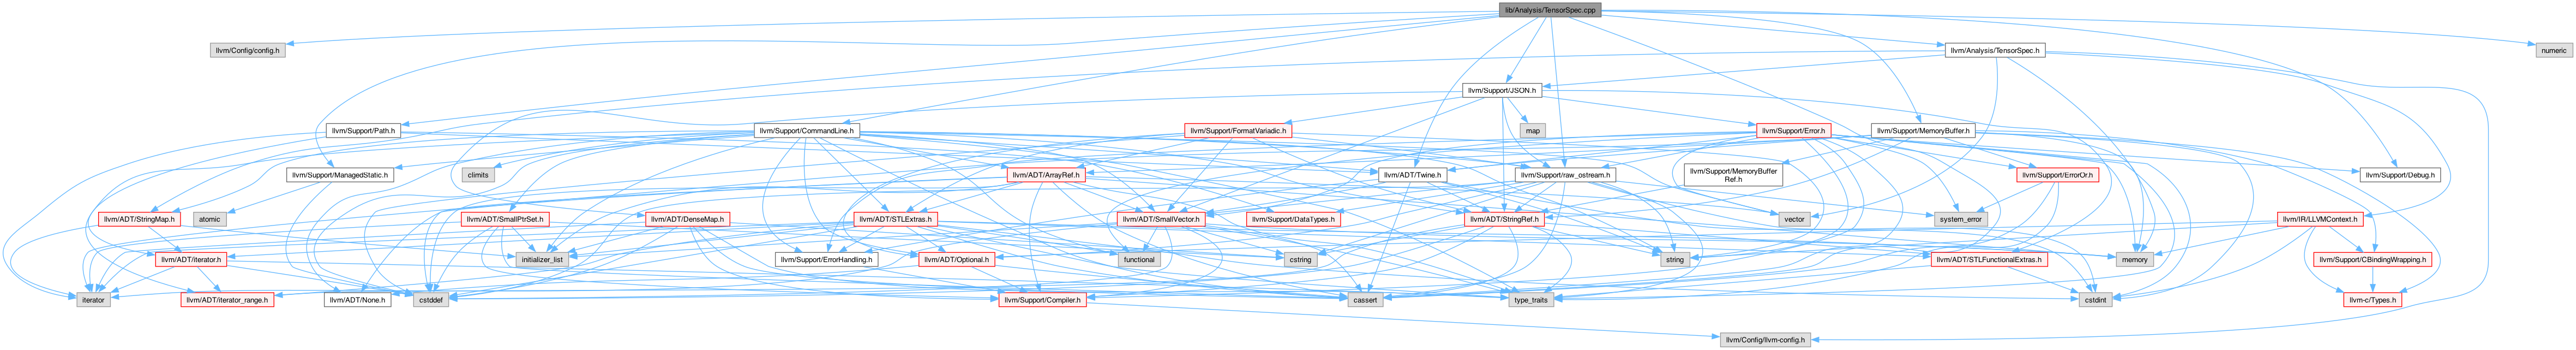 lib/Analysis/TensorSpec.cpp
llvm/Config/config.h
llvm/Analysis/TensorSpec.h
numeric
llvm/Support/JSON.h
llvm/Support/Path.h
llvm/Support/CommandLine.h
llvm/Support/FormatVariadic.h
map
llvm/Support/Error.h
llvm/Support/MemoryBuffer.h
llvm/Support/ManagedStatic.h
climits
llvm/ADT/ArrayRef.h
llvm/ADT/Twine.h
llvm/Support/raw_ostream.h
llvm/Support/MemoryBuffer
Ref.h
llvm/Support/ErrorOr.h
llvm/Support/Debug.h
llvm/ADT/StringMap.h
atomic
llvm/ADT/SmallPtrSet.h
llvm/ADT/DenseMap.h
llvm/ADT/STLExtras.h
llvm/ADT/SmallVector.h
llvm/Support/DataTypes.h
llvm/ADT/StringRef.h
vector
system_error
llvm/IR/LLVMContext.h
llvm/ADT/iterator.h
initializer_list
llvm/Support/ErrorHandling.h
llvm/ADT/Optional.h
functional
cstring
string
llvm/ADT/STLFunctionalExtras.h
memory
llvm/Support/CBindingWrapping.h
iterator
llvm/ADT/iterator_range.h
llvm/ADT/None.h
cstddef
llvm/Support/Compiler.h
cassert
type_traits
cstdint
llvm-c/Types.h
llvm/Config/llvm-config.h